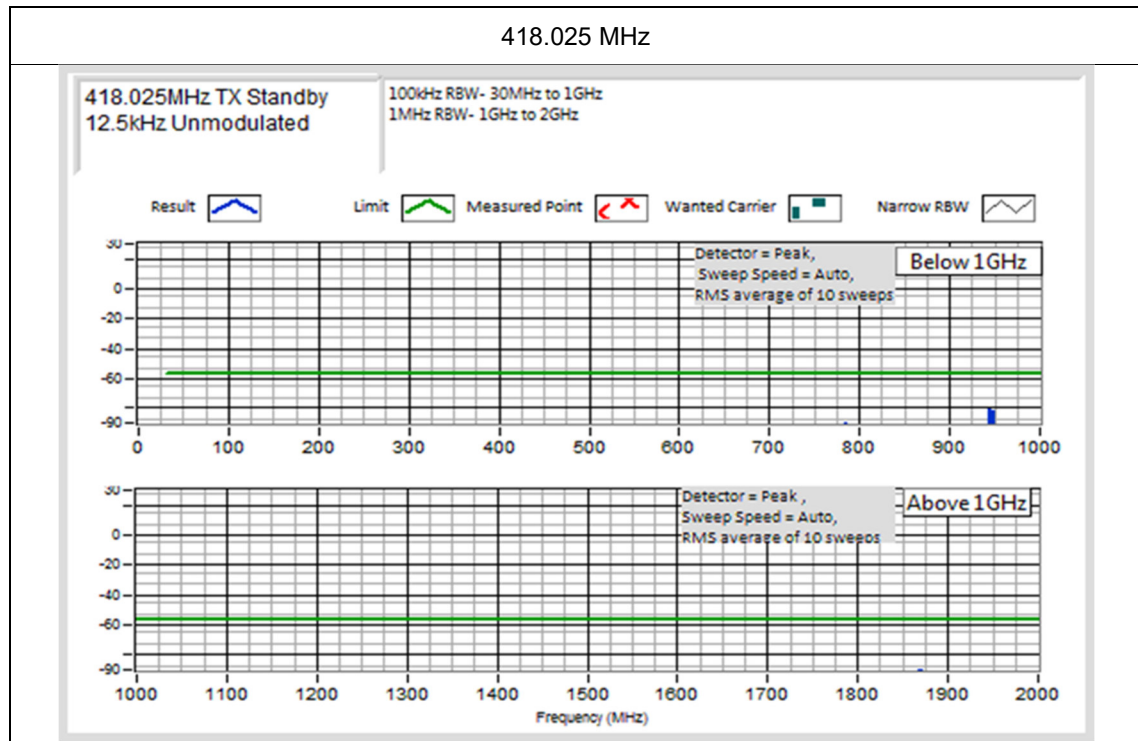 418.025 MHz
418.025MHz TX Standby
12.5kHz Unmodulated
100kHz RBW- 30MHz to 1GHz
1MHz RBW- 1GHz to 2GHz
Result
Limit
Measured Point
Wanted Carrier
Narrow RBW
30
0
-20
-40
-60
-90
Detector = Peak,
Sweep Speed = Auto,
RMS average of 10 sweeps
Below 1GHz
0 100 200 300 400 500 600 700 800 900 1000
30
0
-20
-40
-60
-90
Detector = Peak ,
Sweep Speed = Auto,
RMS average of 10 sweeps
Above 1GHz
1000 1100 1200 1300 1400 1500 1600 1700 1800 1900 2000
Frequency (MHz)